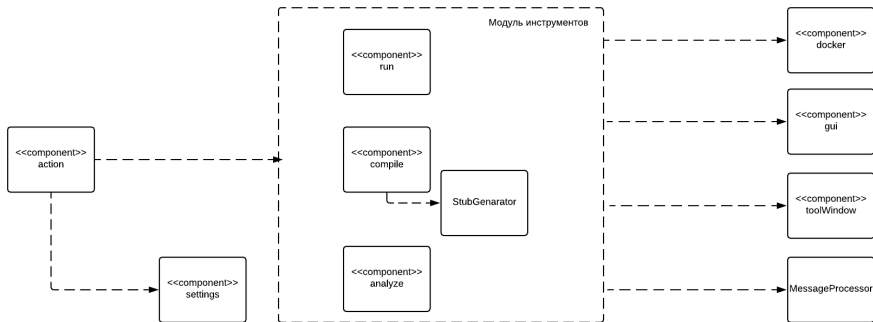 Модуль инструментов
<<component>>
run
<<component>>
docker
<<component>>
gui
<<component>>
action
<<component>>
compile
StubGenarator
<<component>>
toolWindow
<<component>>
settings
<<component>>
analyze
MessageProcessor